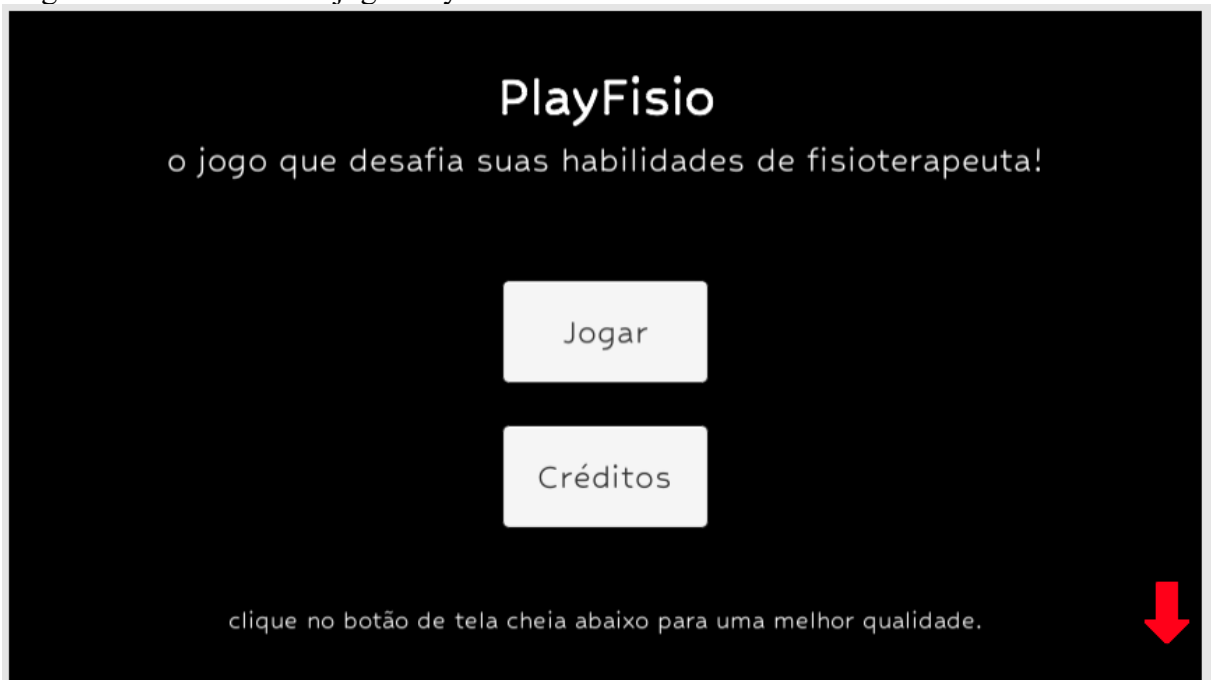 PlayFisio
o jogo que desafia suas habilidades de fisioterapeuta!
Jogar
Créditos
clique no botão de tela cheia abaixo para uma melhor qualidade.